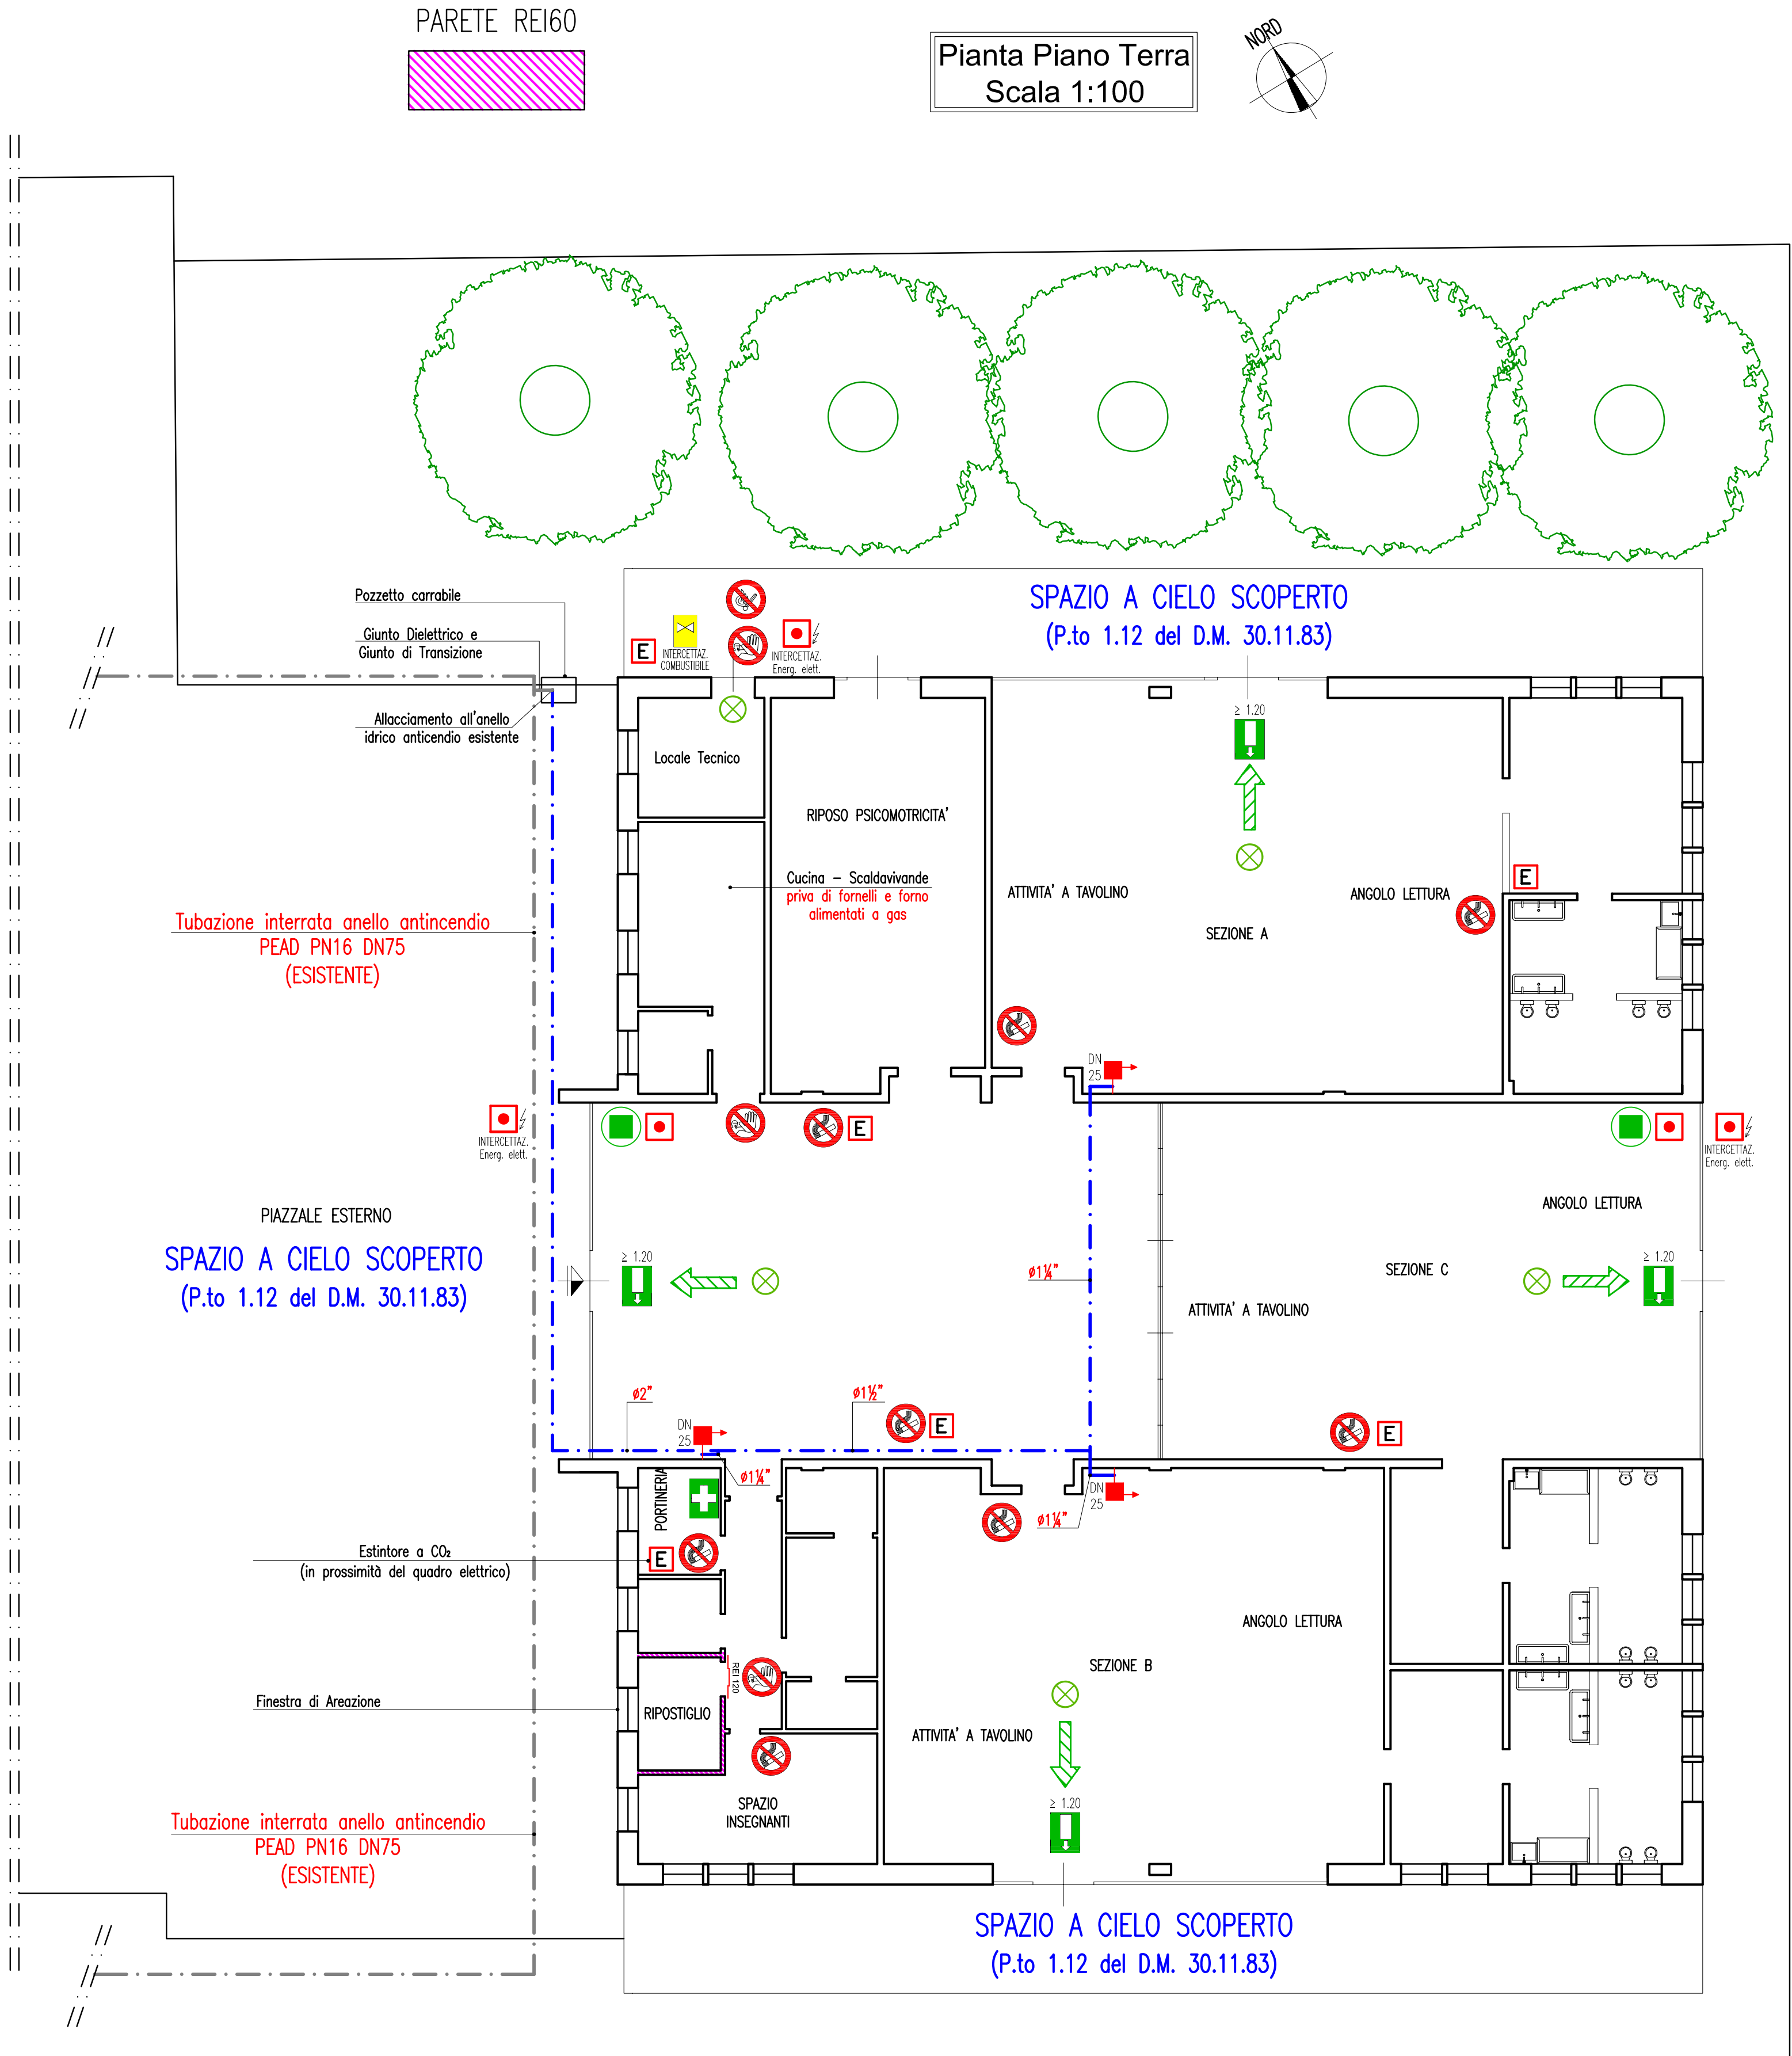 PARETE REI60
Pianta Piano Terra
Scala 1:100
NORD
Pozzetto carrabile
Giunto Dielettrico e
Giunto di Transizione
Allacciamento all'anello
idrico anticendio esistente
E
INTERCETTAZ.
COMBUSTIBILE
INTERCETTAZ.
Energ. elett.
SPAZIO A CIELO SCOPERTO
(P.to 1.12 del D.M. 30.11.83)
≥ 1.20
Locale Tecnico
RIPOSO PSICOMOTRICITA'
Cucina – Scaldavivande
priva di fornelli e forno
alimentati a gas
ATTIVITA' A TAVOLINO
ANGOLO LETTURA
E
SEZIONE A
Tubazione interrata anello antincendio
PEAD PN16 DN75
(ESISTENTE)
DN
25
INTERCETTAZ.
Energ. elett.
E
INTERCETTAZ.
Energ. elett.
PIAZZALE ESTERNO
SPAZIO A CIELO SCOPERTO
(P.to 1.12 del D.M. 30.11.83)
≥ 1.20
ø1¼"
ANGOLO LETTURA
≥ 1.20
SEZIONE C
ATTIVITA' A TAVOLINO
ø2"
ø1½"
DN
25
E
E
ø1¼"
PORTINERIA
DN
25
ø1¼"
E
Estintore a CO₂
(in prossimità del quadro elettrico)
ANGOLO LETTURA
SEZIONE B
REI 120
Finestra di Areazione
RIPOSTIGLIO
ATTIVITA' A TAVOLINO
≥ 1.20
SPAZIO
INSEGNANTI
Tubazione interrata anello antincendio
PEAD PN16 DN75
(ESISTENTE)
SPAZIO A CIELO SCOPERTO
(P.to 1.12 del D.M. 30.11.83)